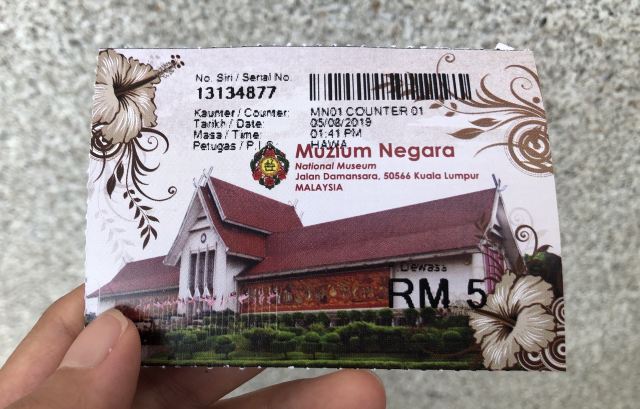 No. Siri / Serial No.
13134877
Kaunter / Counter: MN01 COUNTER 01
Tarikh / Date: 05/08/2019
Masa / Time: 01:41 PM
Petugas / P.I.C: HAWA
Muzium Negara
National Museum
Jalan Damansara, 50566 Kuala Lumpur
MALAYSIA
Dewasa
RM 5